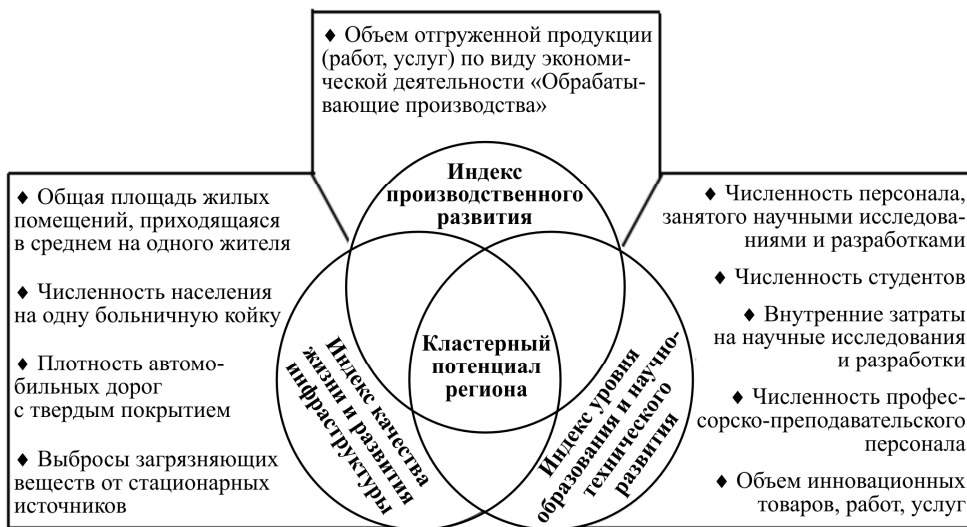 ♦ Объем отгруженной продукции
(работ, услуг) по виду экономи-
ческой деятельности «Обрабаты-
вающие производства»
♦ Общая площадь жилых
помещений, приходящаяся
в среднем на одного жителя
♦ Численность населения
на одну больничную койку
♦ Плотность автомо-
бильных дорог
с твердым покрытием
♦ Выбросы загрязняющих
веществ от стационарных
источников
Индекс
производственного
развития
Кластерный
потенциал
региона
Индекс качества
жизни и развития
инфраструктуры
Индекс уровня
образования и научно-
технического
развития
♦ Численность персонала,
занятого научными исследова-
ниями и разработками
♦ Численность студентов
♦ Внутренние затраты
на научные исследования
и разработки
♦ Численность профес-
сорско-преподавательского
персонала
♦ Объем инновационных
товаров, работ, услуг